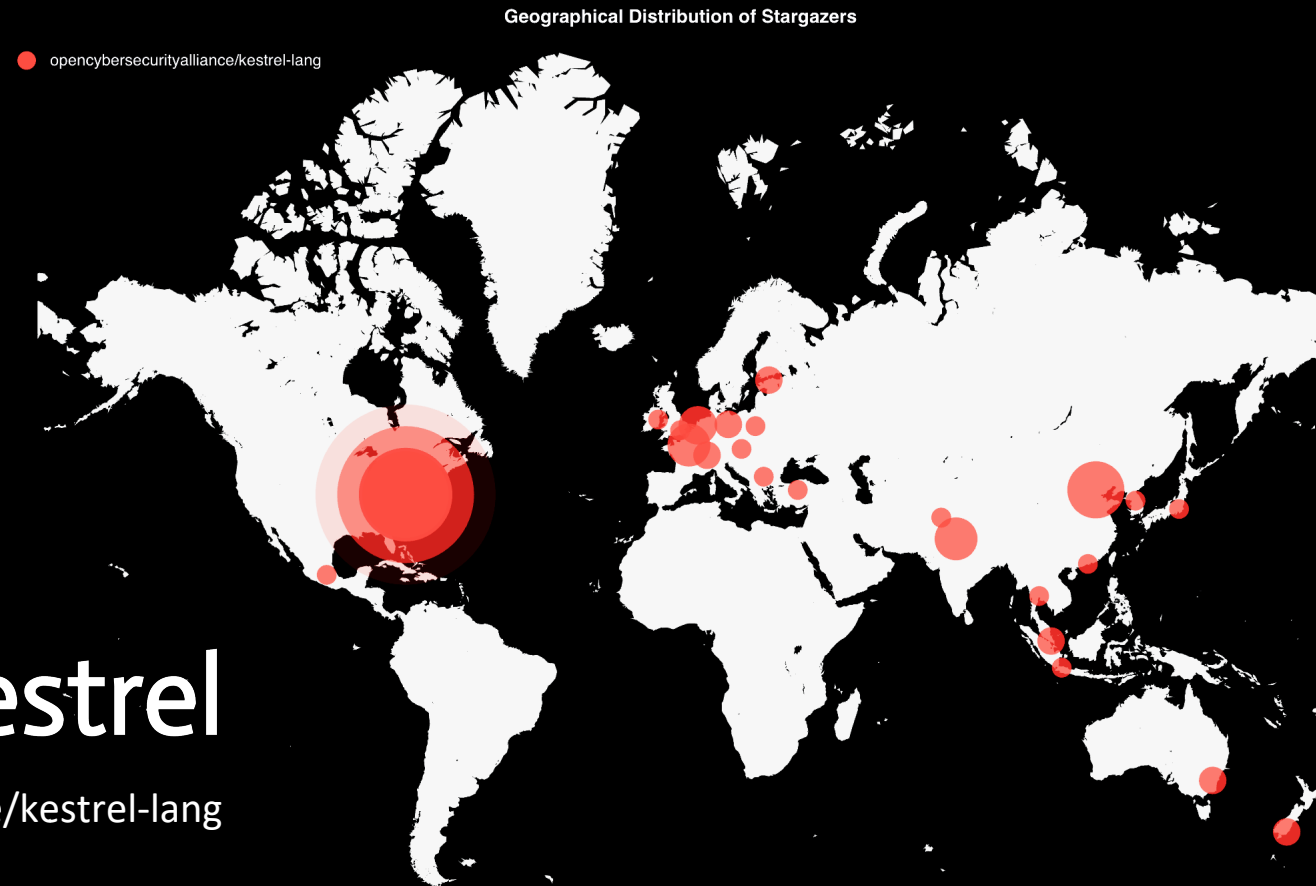 Geographical Distribution of Stargazers
opencybersecurityalliance/kestrel-lang
estrel
e/kestrel-lang